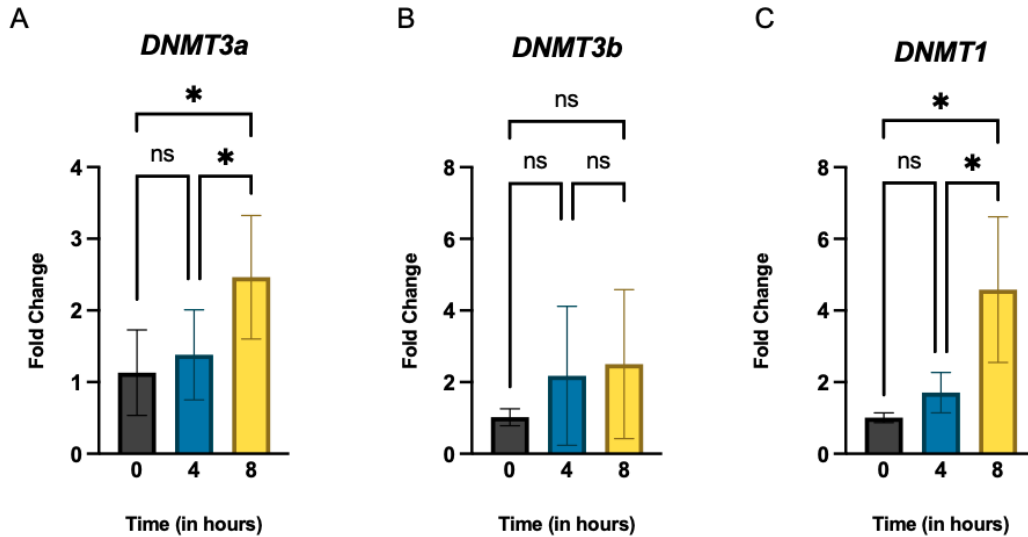 A
DNMT3a
*
ns
*
4
3
2
1
0
Fold Change
0 4 8
Time (in hours)
B
DNMT3b
ns
ns
ns
8
6
4
2
0
Fold Change
0 4 8
Time (in hours)
C
DNMT1
*
ns
*
8
6
4
2
0
Fold Change
0 4 8
Time (in hours)